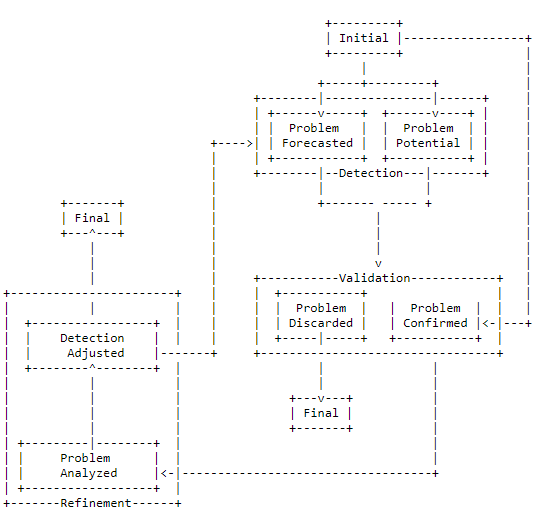 Initial
Problem Problem
Forecasted Potential
Detection
Final
Validation
Problem Problem
Detection Discarded Confirmed
Adjusted
Final
Problem
Analyzed
Refinement